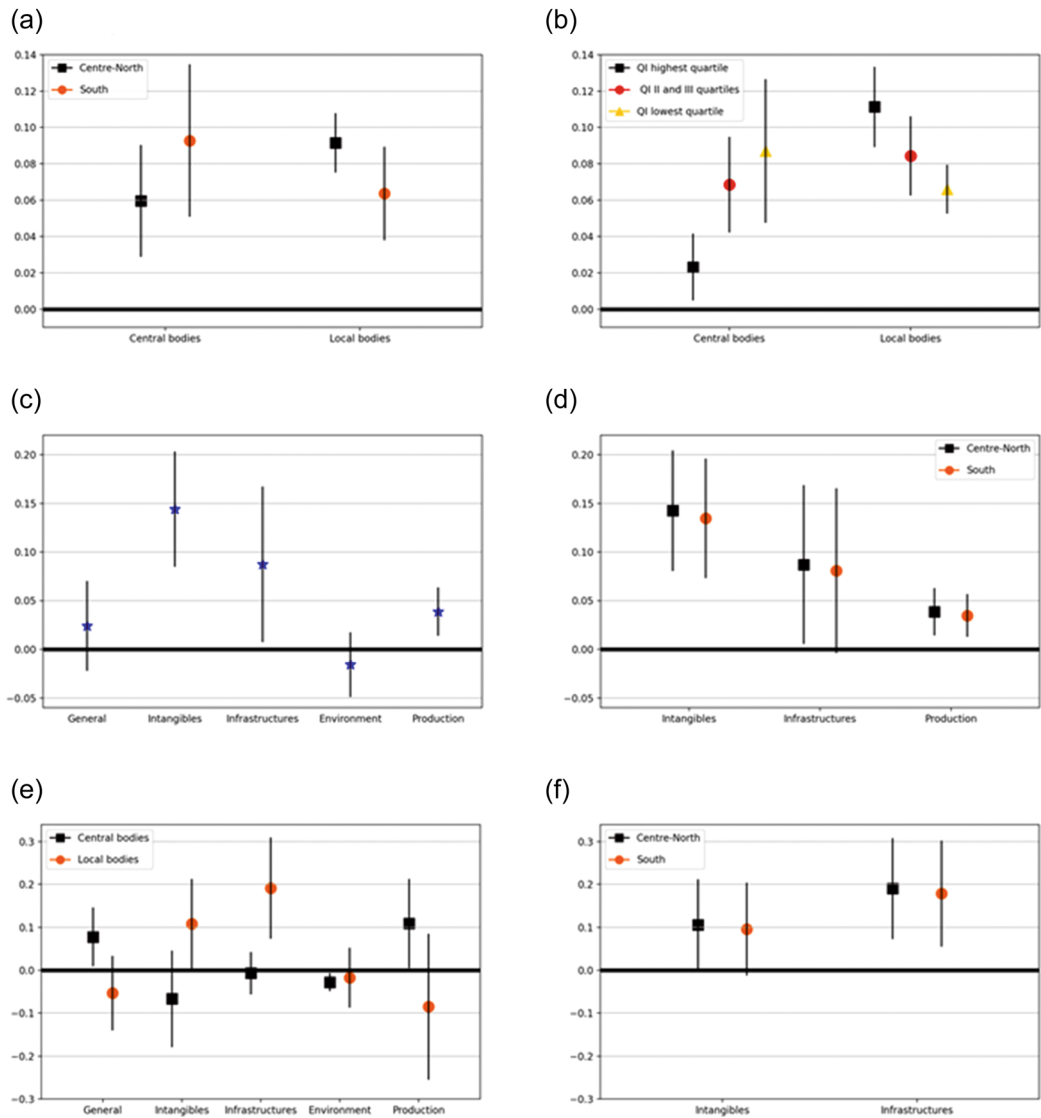 (a)
0.14
0.12
0.10
0.08
0.06
0.04
0.02
0.00
Centre-North
South
Central bodies Local bodies
(b)
0.14
0.12
0.10
0.08
0.06
0.04
0.02
0.00
QI highest quartile
QI II and III quartiles
QI lowest quartile
Central bodies Local bodies
(c)
0.20
0.15
0.10
0.05
0.00
−0.05
General Intangibles Infrastructures Environment Production
(d)
0.20
0.15
0.10
0.05
0.00
−0.05
Centre-North
South
Intangibles Infrastructures Production
(e)
0.3
0.2
0.1
0.0
−0.1
−0.2
−0.3
Central bodies
Local bodies
General Intangibles Infrastructures Environment Production
(f)
0.3
0.2
0.1
0.0
−0.1
−0.2
−0.3
Centre-North
South
Intangibles Infrastructures